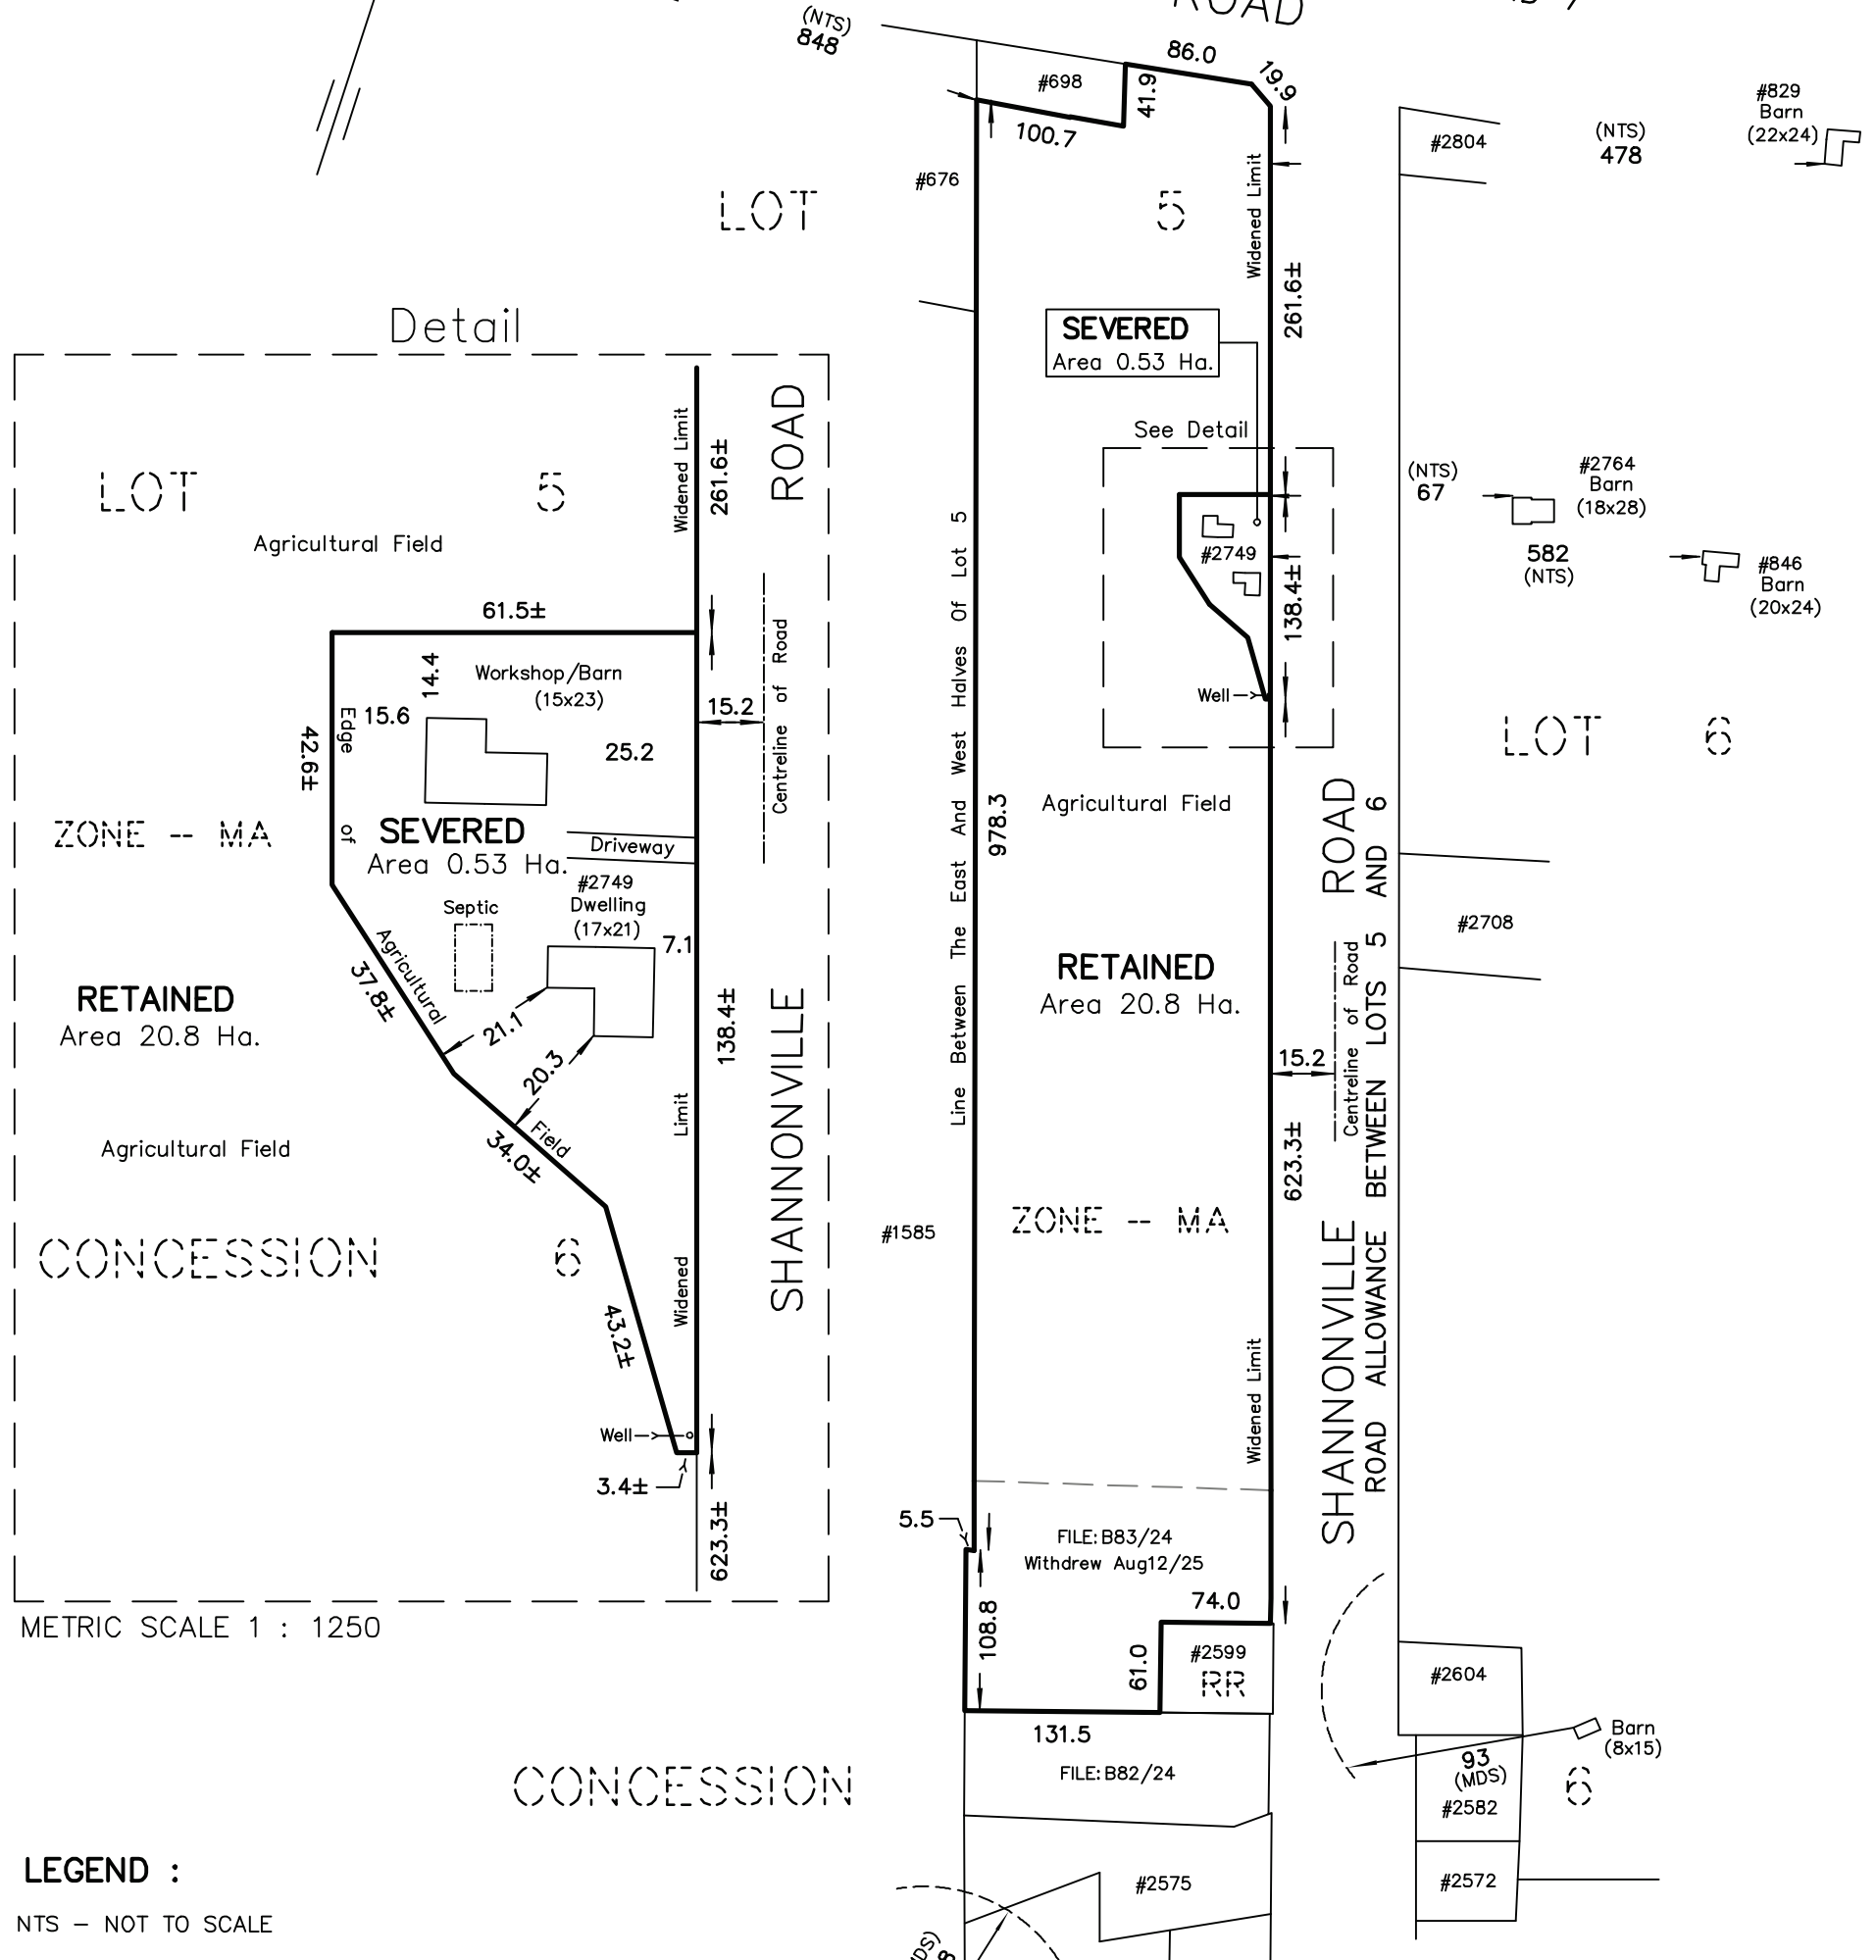 ROAD
(NTS)
848
86.0
19.9
#698
41.9
100.7
#676
LOT
5
Widened Limit
261.6±
#2804
(NTS)
478
#829
Barn
(22x24)
SEVERED
Area 0.53 Ha.
See Detail
#2749
138.4±
Well
(NTS)
67
#2764
Barn
(18x28)
582
(NTS)
#846
Barn
(20x24)
LOT 6
Line Between The East And West Halves Of Lot 5
978.3
Agricultural Field
RETAINED
Area 20.8 Ha.
15.2
Centreline of Road
623.3±
SHANNONVILLE ROAD
ROAD ALLOWANCE BETWEEN LOTS 5 AND 6
#2708
#1585
ZONE -- MA
Widened Limit
5.5
FILE: B83/24
Withdrew Aug12/25
74.0
108.8
61.0
#2599
RR
131.5
FILE: B82/24
#2604
Barn
(8x15)
93
(MDS)
6
#2582
#2572
#2575
Detail
LOT 5
Agricultural Field
Widened Limit
261.6±
ROAD
61.5±
14.4
Workshop/Barn
(15x23)
15.6
25.2
15.2
Centreline of Road
42.6±
Edge of Agricultural Field
ZONE -- MA
SEVERED
Area 0.53 Ha.
Driveway
#2749
Dwelling
(17x21)
Septic
7.1
37.8±
21.1
20.3
RETAINED
Area 20.8 Ha.
138.4±
SHANNONVILLE
Agricultural Field
34.0±
Widened Limit
CONCESSION 6
43.2±
Well
3.4±
623.3±
METRIC SCALE 1 : 1250
CONCESSION
LEGEND :
NTS – NOT TO SCALE